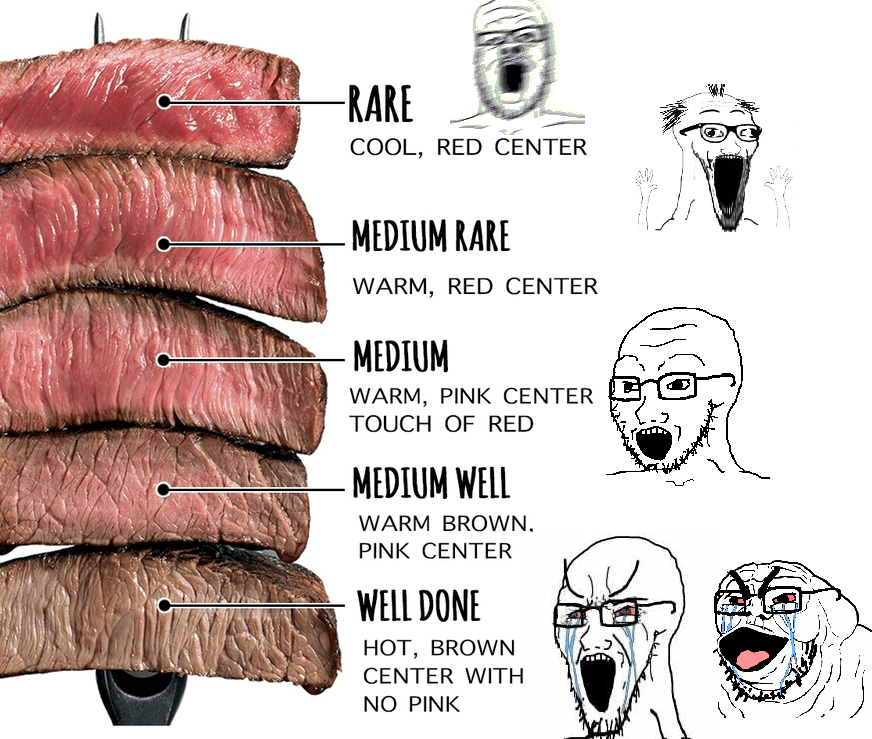 RARE
COOL, RED CENTER
MEDIUM RARE
WARM, RED CENTER
MEDIUM
WARM, PINK CENTER
TOUCH OF RED
MEDIUM WELL
WARM BROWN,
PINK CENTER
WELL DONE
HOT, BROWN
CENTER WITH
NO PINK